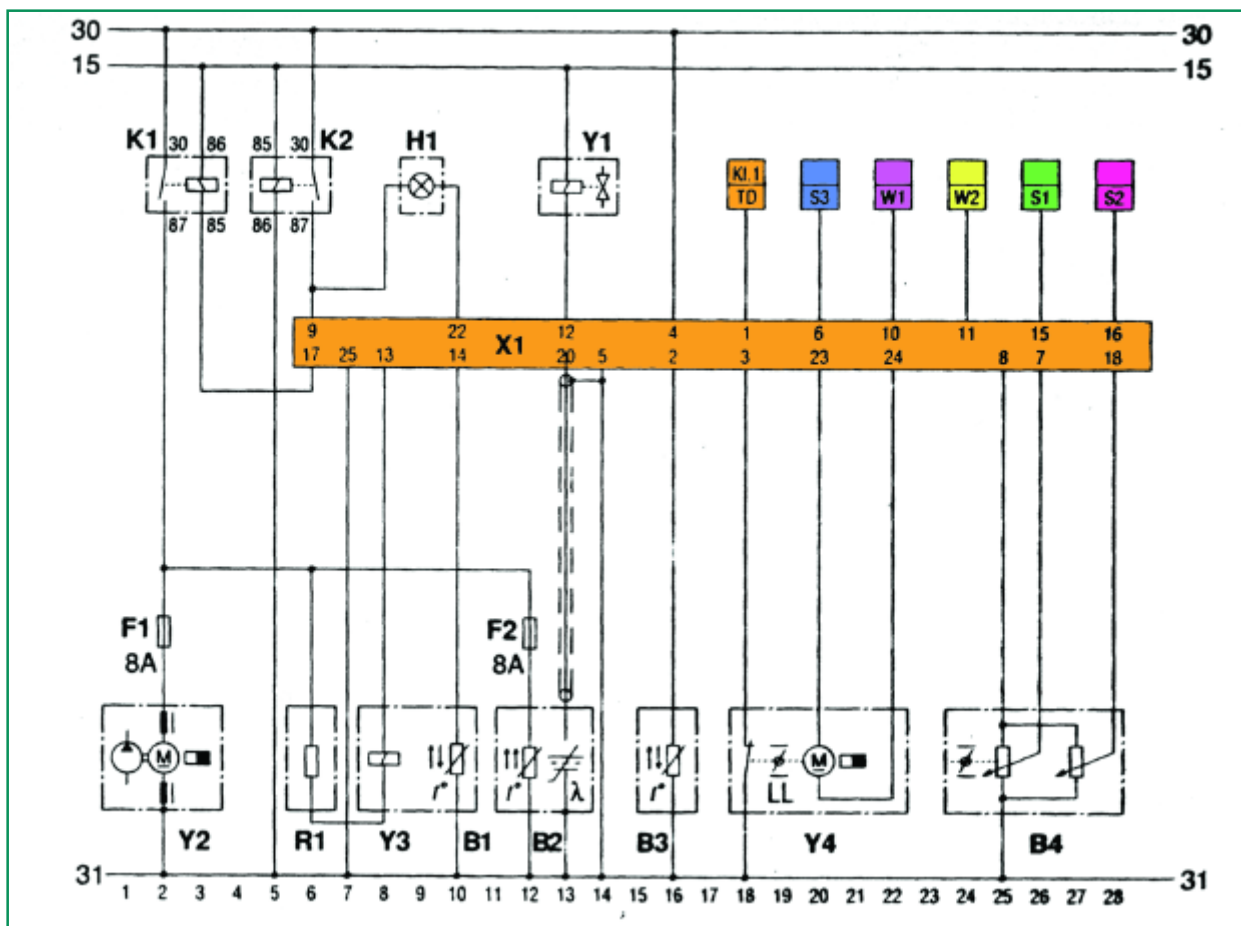 30 30
15 15
K1 30 86 85 30 K2 H1 Y1
Kl.1
TD S3 W1 W2 S1 S2
87 85 86 87
9 22 12 4 1 6 10 11 15 16
X1
17 25 13 14 20 5 2 3 23 24 8 7 18
F1 F2
8A 8A
M M
r° r° λ r° LL
Y2 R1 Y3 B1 B2 B3 Y4 B4
31 31
1 2 3 4 5 6 7 8 9 10 11 12 13 14 15 16 17 18 19 20 21 22 23 24 25 26 27 28